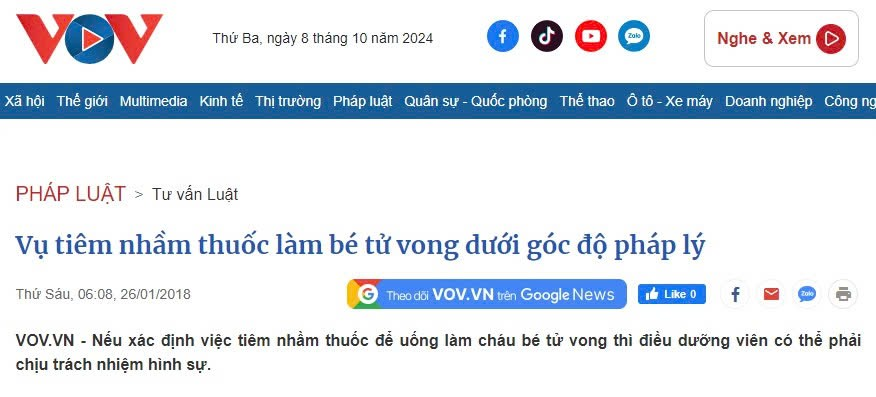 VOV
Thứ Ba, ngày 8 tháng 10 năm 2024
Zalo
Nghe & Xem
Xã hội Thế giới Multimedia Kinh tế Thị trường Pháp luật Quân sự - Quốc phòng Thể thao Ô tô - Xe máy Doanh nghiệp Công ng
PHÁP LUẬT > Tư vấn Luật
Vụ tiêm nhầm thuốc làm bé tử vong dưới góc độ pháp lý
Thứ Sáu, 06:08, 26/01/2018
G Theo dõi VOV.VN trên Google News
Like 0
Zalo
VOV.VN - Nếu xác định việc tiêm nhầm thuốc để uống làm cháu bé tử vong thì điều dưỡng viên có thể phải
chịu trách nhiệm hình sự.